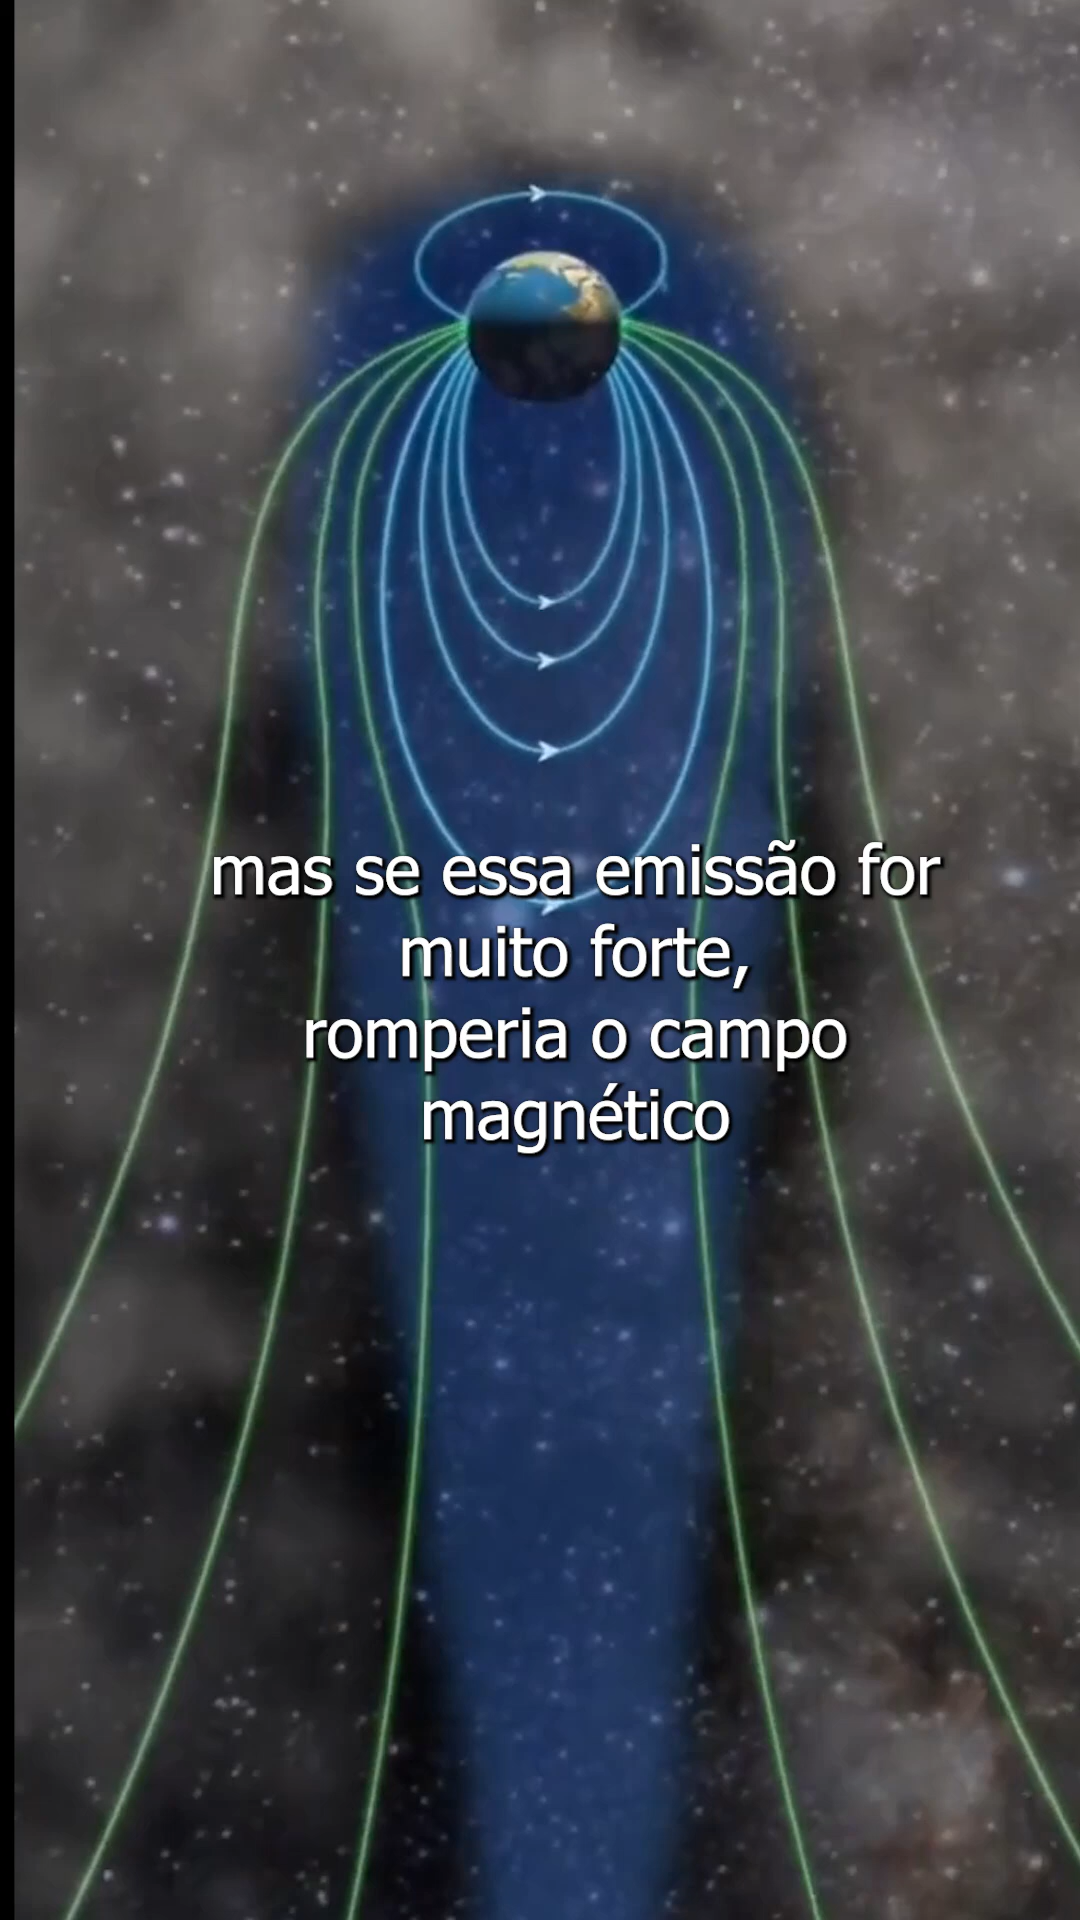 mas se essa emissão for
muito forte,
romperia o campo
magnético